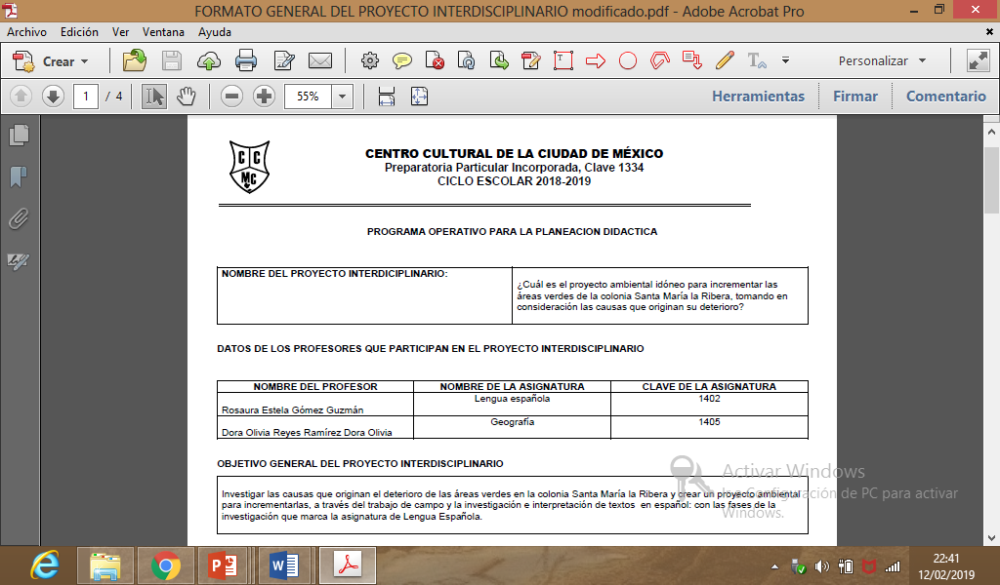 FORMATO GENERAL DEL PROYECTO INTERDISCIPLINARIO modificado.pdf - Adobe Acrobat Pro
Archivo Edición Ver Ventana Ayuda
Crear
Personalizar
1 / 4
55%
Herramientas
Firmar
Comentario
C C
MC
CENTRO CULTURAL DE LA CIUDAD DE MÉXICO
Preparatoria Particular Incorporada, Clave 1334
CICLO ESCOLAR 2018-2019
PROGRAMA OPERATIVO PARA LA PLANEACION DIDACTICA
NOMBRE DEL PROYECTO INTERDICIPLINARIO:
¿Cuál es el proyecto ambiental idóneo para incrementar las
áreas verdes de la colonia Santa María la Ribera, tomando en
consideración las causas que originan su deterioro?
DATOS DE LOS PROFESORES QUE PARTICIPAN EN EL PROYECTO INTERDISCIPLINARIO
NOMBRE DEL PROFESOR NOMBRE DE LA ASIGNATURA CLAVE DE LA ASIGNATURA
Rosaura Estela Gómez Guzmán Lengua española 1402
Dora Olivia Reyes Ramírez Dora Olivia Geografía 1405
OBJETIVO GENERAL DEL PROYECTO INTERDISCIPLINARIO
Investigar las causas que originan el deterioro de las áreas verdes en la colonia Santa María la Ribera y crear un proyecto ambiental
para incrementarlas, a través del trabajo de campo y la investigación e interpretación de textos en español: con las fases de la
investigación que marca la asignatura de Lengua Española.
Activar Windows
Configuración de PC para activar
Windows.
22:41
12/02/2019